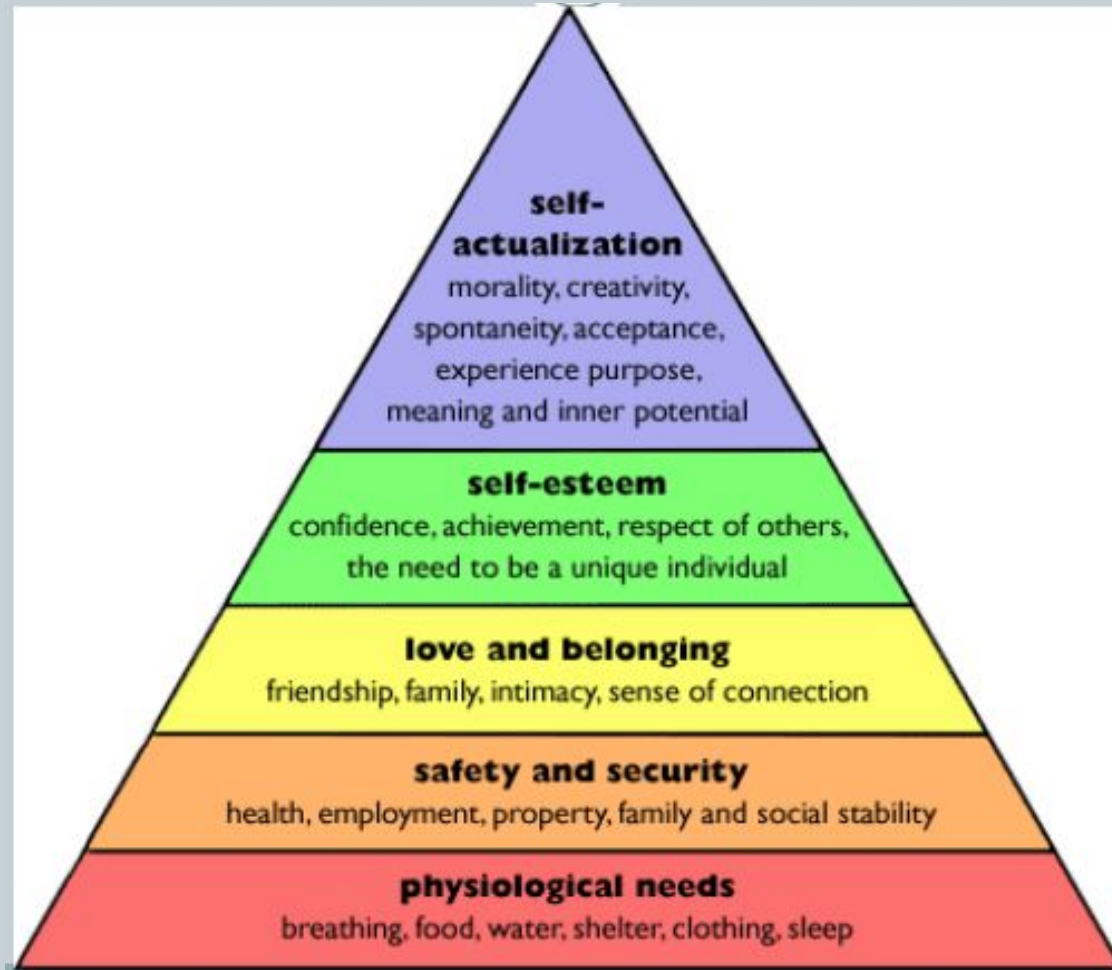 self-
actualization
morality, creativity,
spontaneity, acceptance,
experience purpose,
meaning and inner potential
self-esteem
confidence, achievement, respect of others,
the need to be a unique individual
love and belonging
friendship, family, intimacy, sense of connection
safety and security
health, employment, property, family and social stability
physiological needs
breathing, food, water, shelter, clothing, sleep